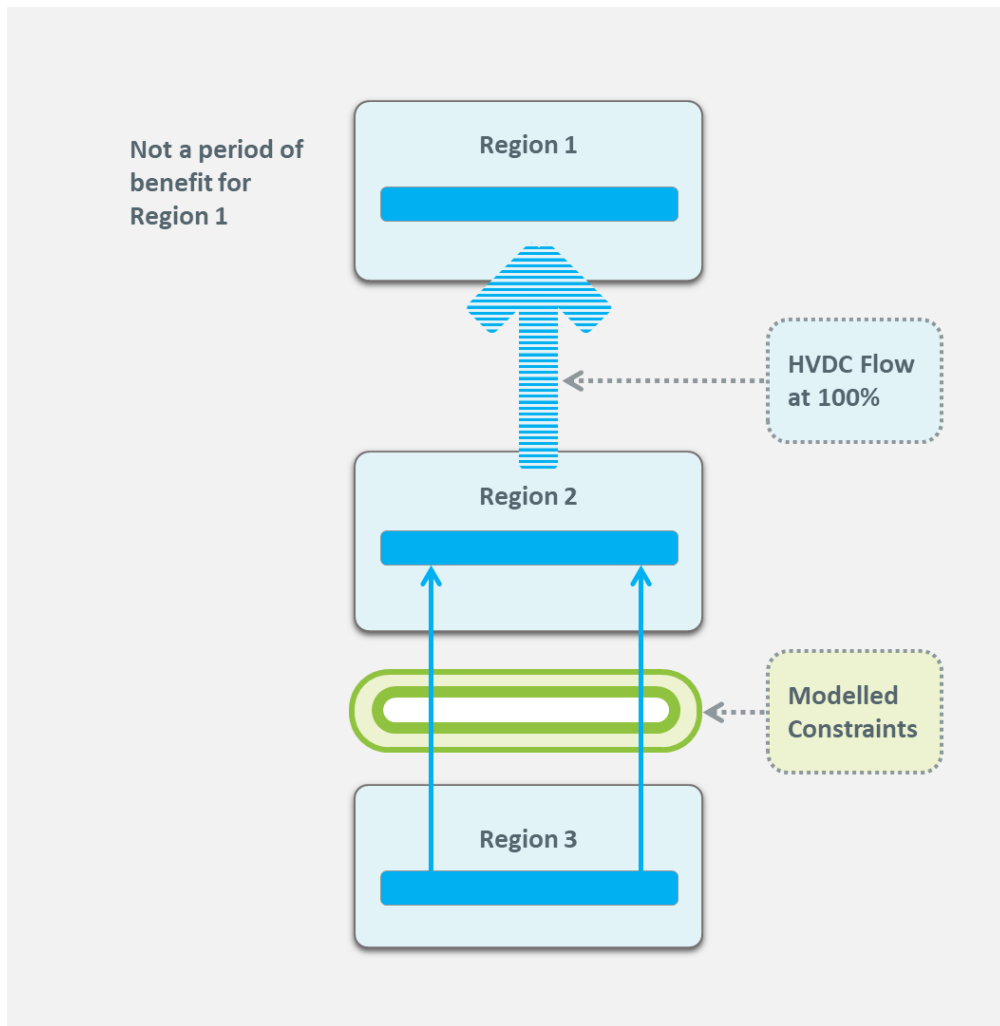 Region 1
Not a period of
benefit for
Region 1
HVDC Flow
at 100%
Region 2
Modelled
Constraints
Region 3